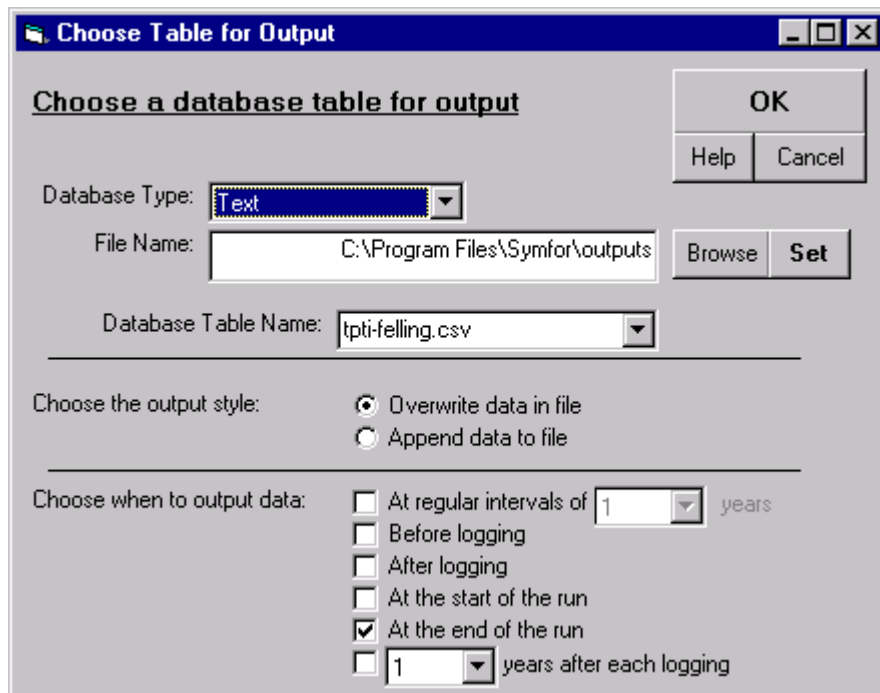 Choose Table for Output
Choose a database table for output
OK
Help Cancel
Database Type: Text
File Name: C:\Program Files\Symfor\outputs Browse Set
Database Table Name: tpti-felling.csv
Choose the output style: Overwrite data in file
Append data to file
Choose when to output data: At regular intervals of 1 years
Before logging
After logging
At the start of the run
At the end of the run
1 years after each logging